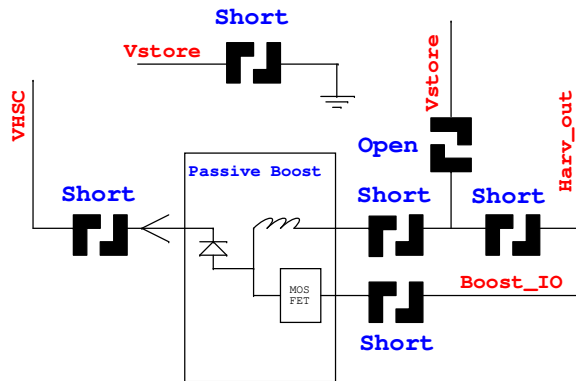 Short
Vstore
Vstore
VHSC
Harv_out
Open
Passive Boost
Short
Short
Short
MOS
FET
Boost_IO
Short